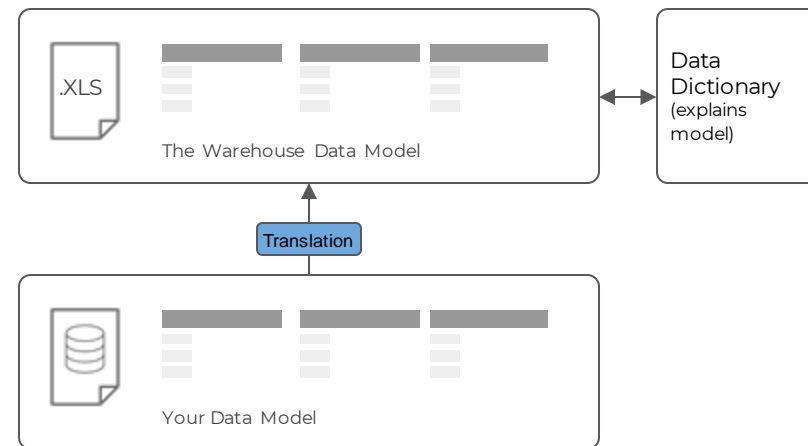 .XLS
The Warehouse Data Model
Data
Dictionary
(explains
model)
Translation
Your Data Model